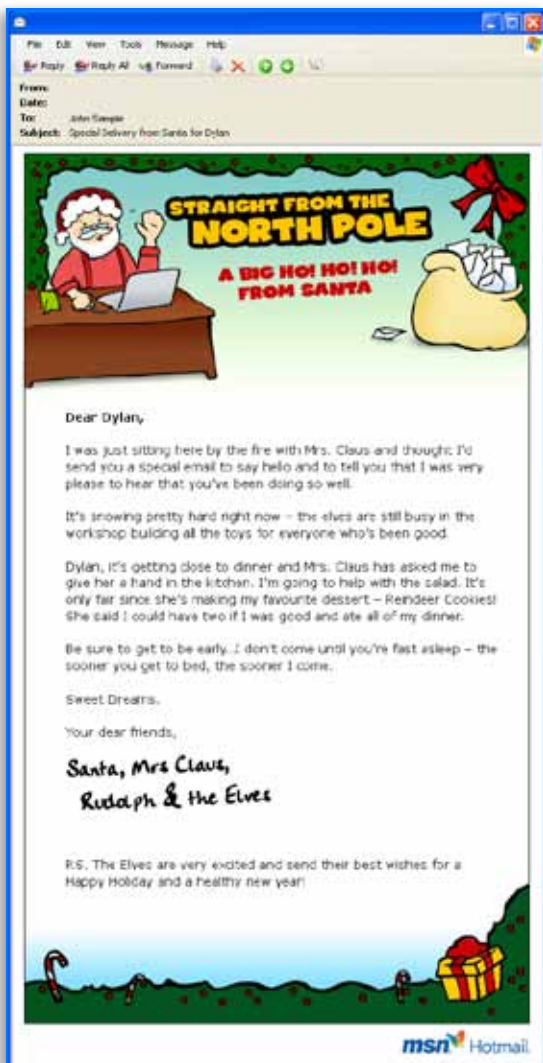 File Edit View Tools Message Help
Reply Reply All Forward
From:
Date:
To: John Sample
Subject: Special Delivery from Santa for Dylan
STRAIGHT FROM THE
NORTH POLE
A BIG HO! HO! HO!
FROM SANTA
Dear Dylan,
I was just sitting here by the fire with Mrs. Claus and thought I'd
send you a special email to say hello and to tell you that I was very
please to hear that you've been doing so well.
It's snowing pretty hard right now – the elves are still busy in the
workshop building all the toys for everyone who's been good.
Dylan, it's getting close to dinner and Mrs. Claus has asked me to
give her a hand in the kitchen. I'm going to help with the salad. It's
only fair since she's making my favourite dessert – Reindeer Cookies!
She said I could have two if I was good and ate all of my dinner.
Be sure to get to be early...I don't come until you're fast asleep – the
sooner you get to bed, the sooner I come.
Sweet Dreams.
Your dear friends,
Santa, Mrs Claus,
Rudolph & the Elves
P.S. The Elves are very excited and send their best wishes for a
Happy Holiday and a healthy new year!
msn Hotmail